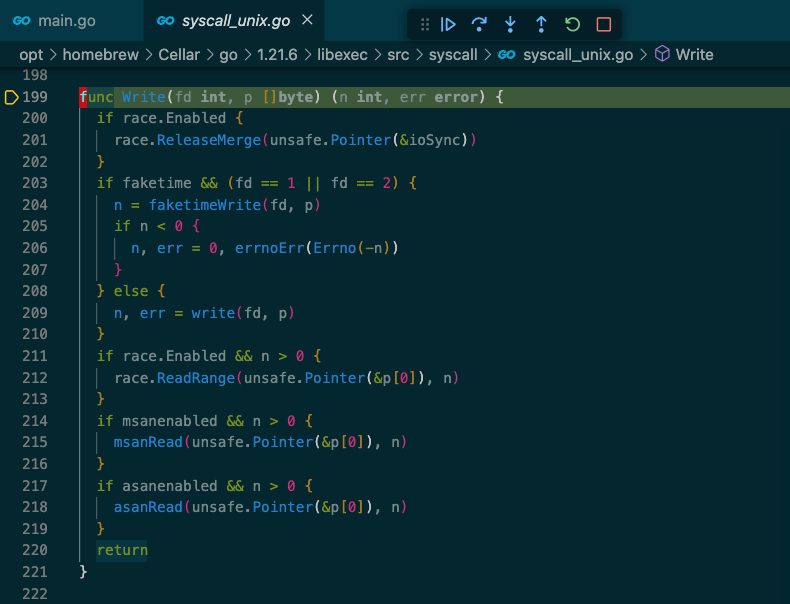 main.go
syscall_unix.go
opt > homebrew > Cellar > go > 1.21.6 > libexec > src > syscall > syscall_unix.go > Write
198
199 func Write(fd int, p []byte) (n int, err error) {
200 if race.Enabled {
201 race.ReleaseMerge(unsafe.Pointer(&ioSync))
202 }
203 if faketime && (fd == 1 || fd == 2) {
204 n = faketimeWrite(fd, p)
205 if n < 0 {
206 n, err = 0, errnoErr(Errno(-n))
207 }
208 } else {
209 n, err = write(fd, p)
210 }
211 if race.Enabled && n > 0 {
212 race.ReadRange(unsafe.Pointer(&p[0]), n)
213 }
214 if msanenabled && n > 0 {
215 msanRead(unsafe.Pointer(&p[0]), n)
216 }
217 if asanenabled && n > 0 {
218 asanRead(unsafe.Pointer(&p[0]), n)
219 }
220 return
221 }
222